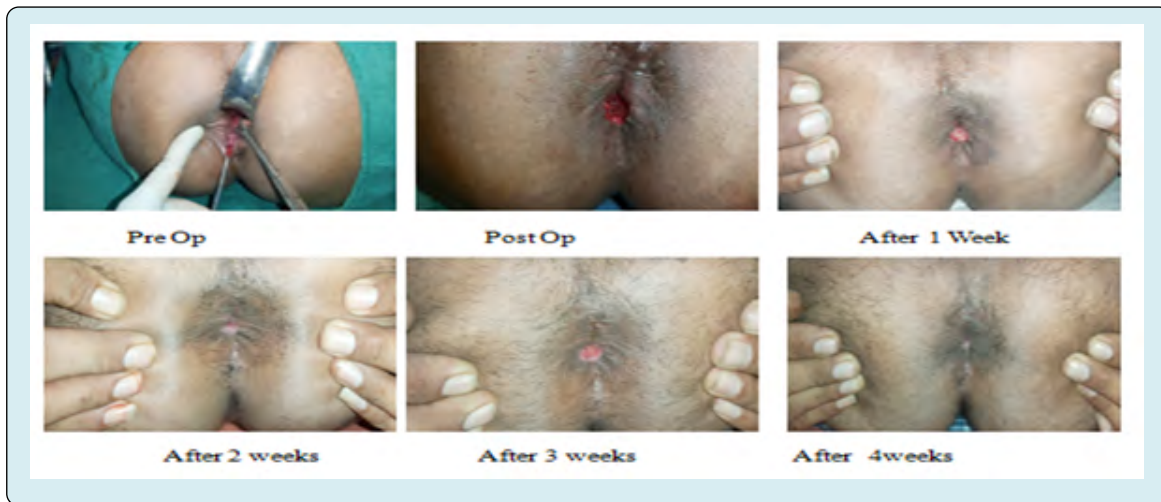 Pre Op
Post Op
After 1 Week
After 2 weeks
After 3 weeks
After 4weeks